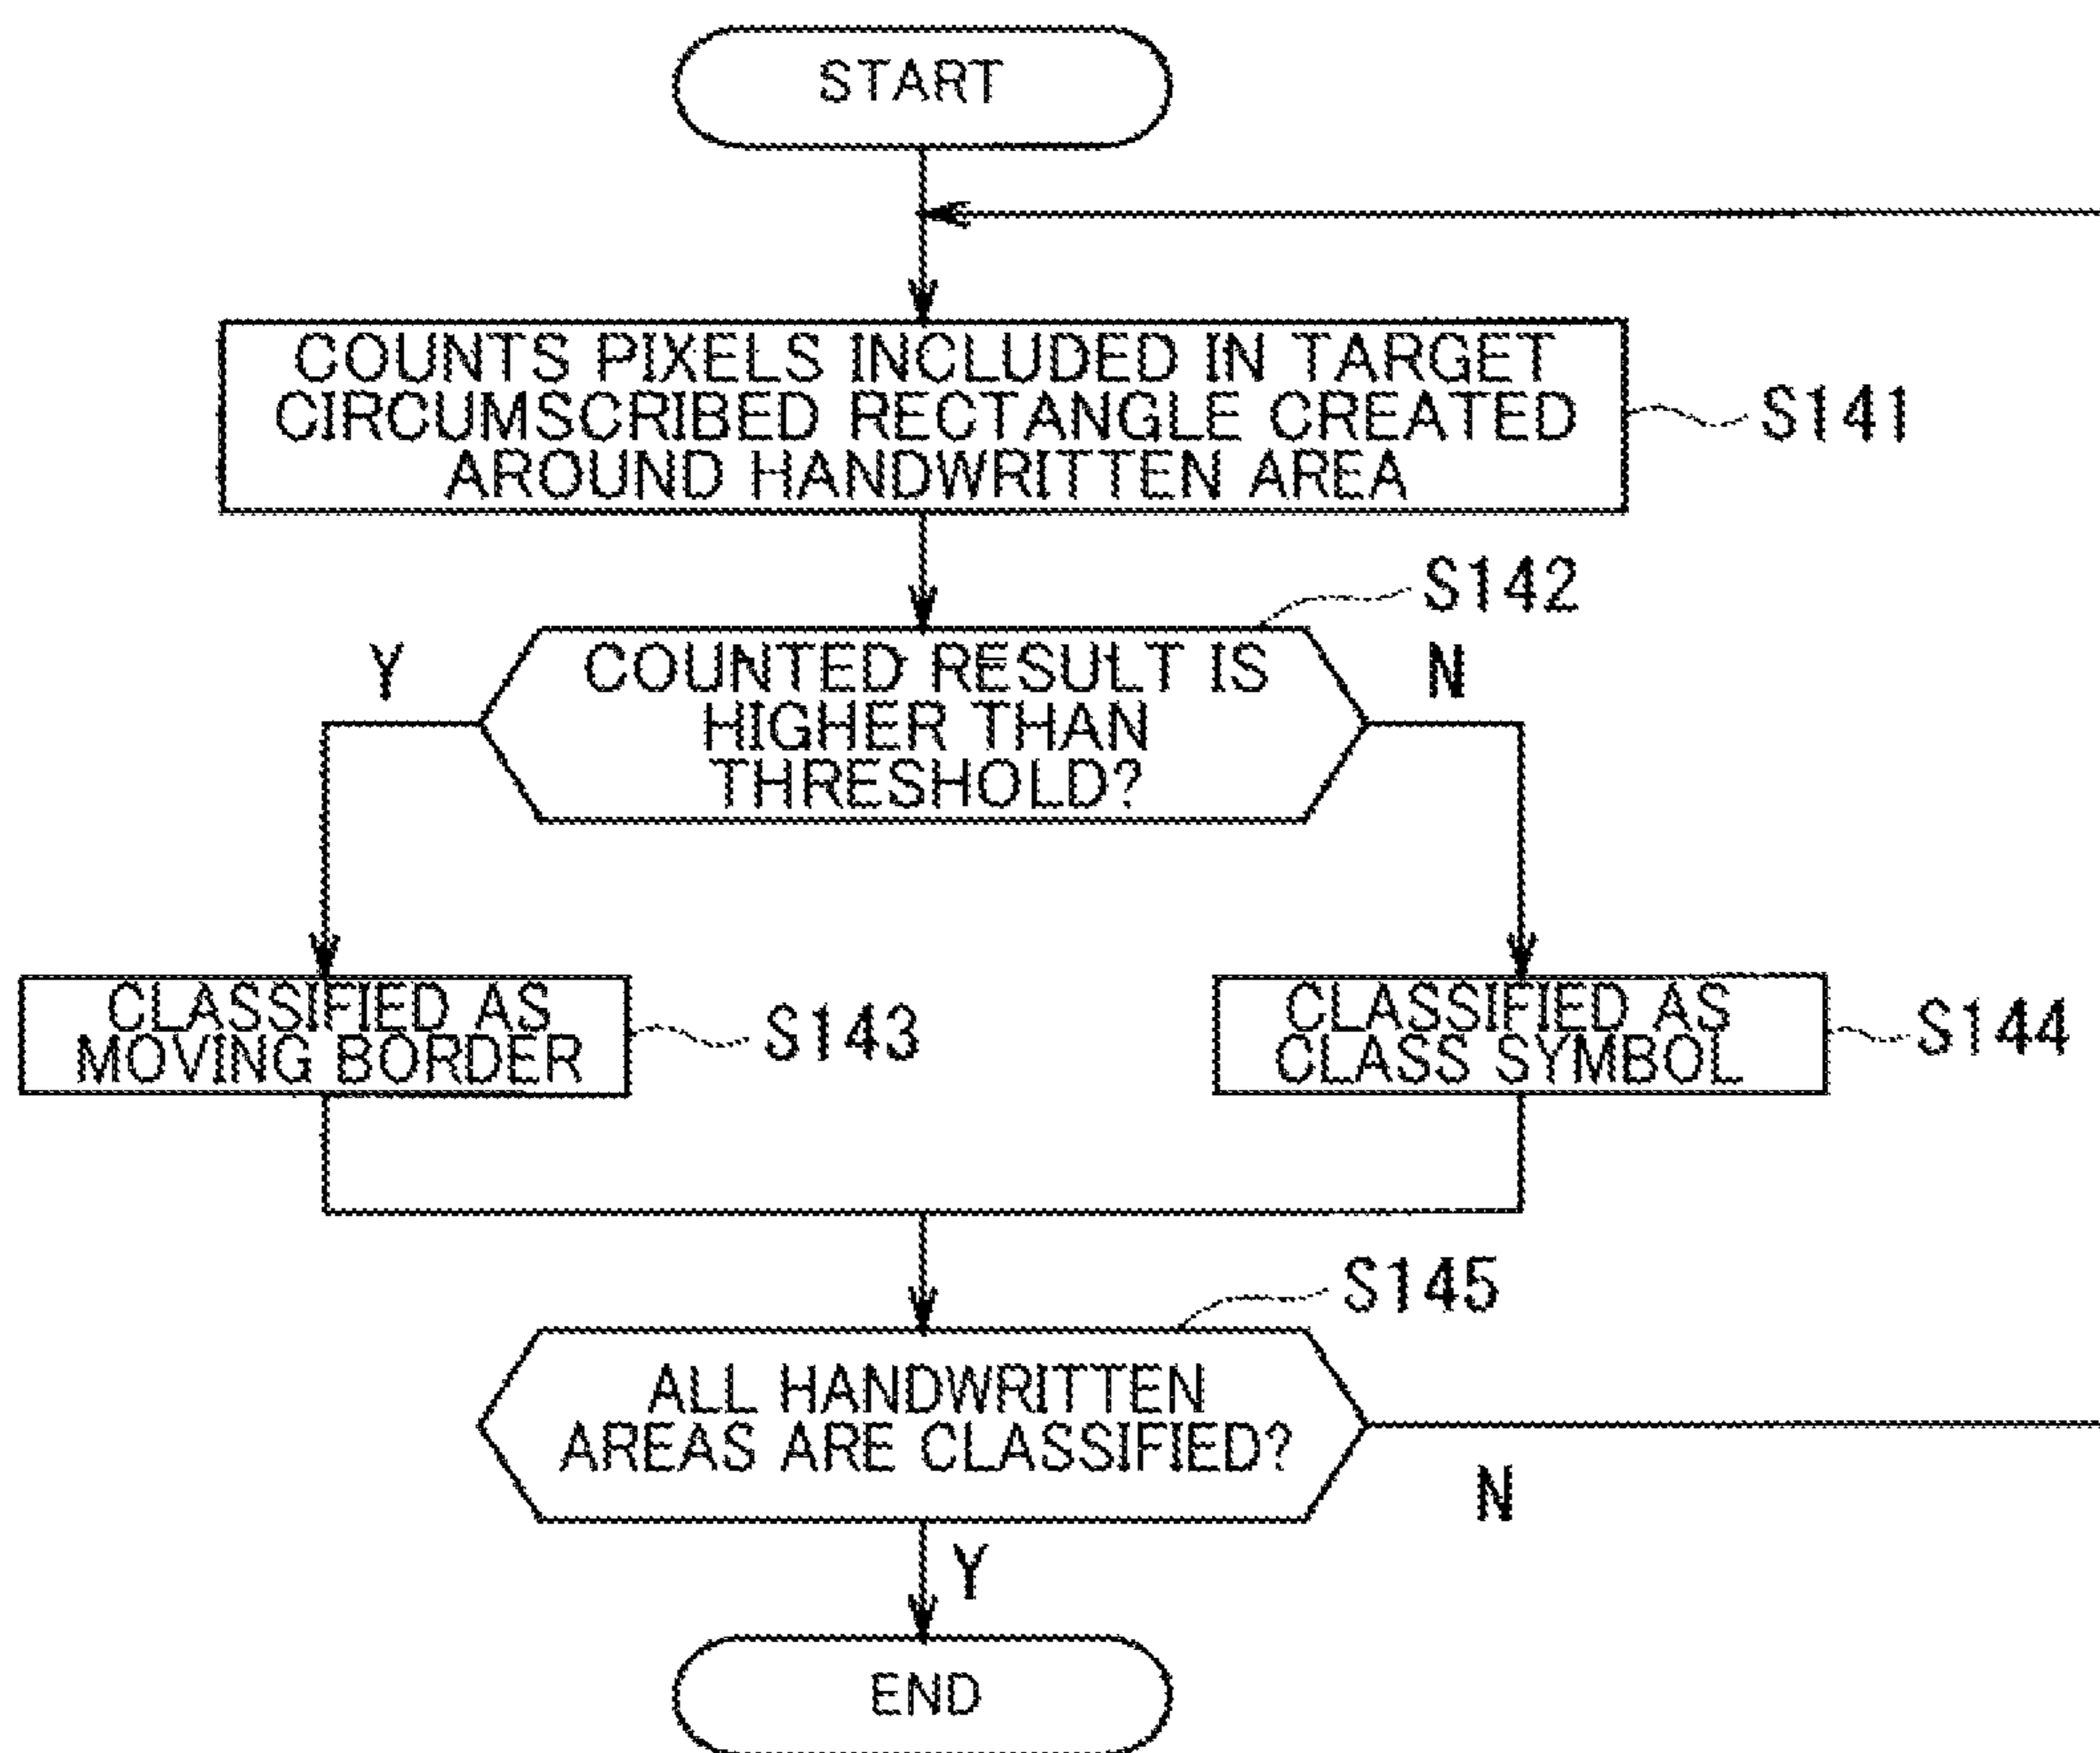 START
COUNTS PIXELS INCLUDED IN TARGET
CIRCUMSCRIBED RECTANGLE CREATED
AROUND HANDWRITTEN AREA
S141
S142
Y
COUNTED RESULT IS
HIGHER THAN
THRESHOLD?
N
CLASSIFIED AS
MOVING BORDER
S143
CLASSIFIED AS
CLASS SYMBOL
S144
S145
ALL HANDWRITTEN
AREAS ARE CLASSIFIED?
N
Y
END